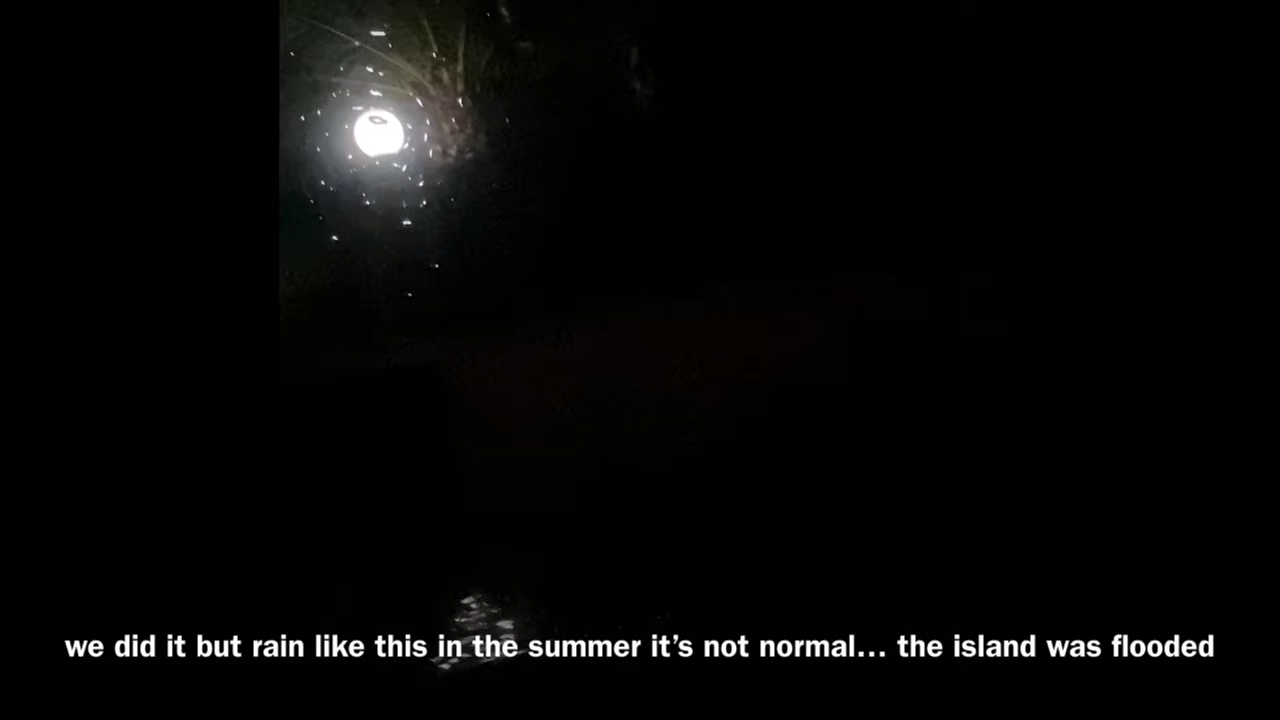 we did it but rain like this in the summer it’s not normal… the island was flooded